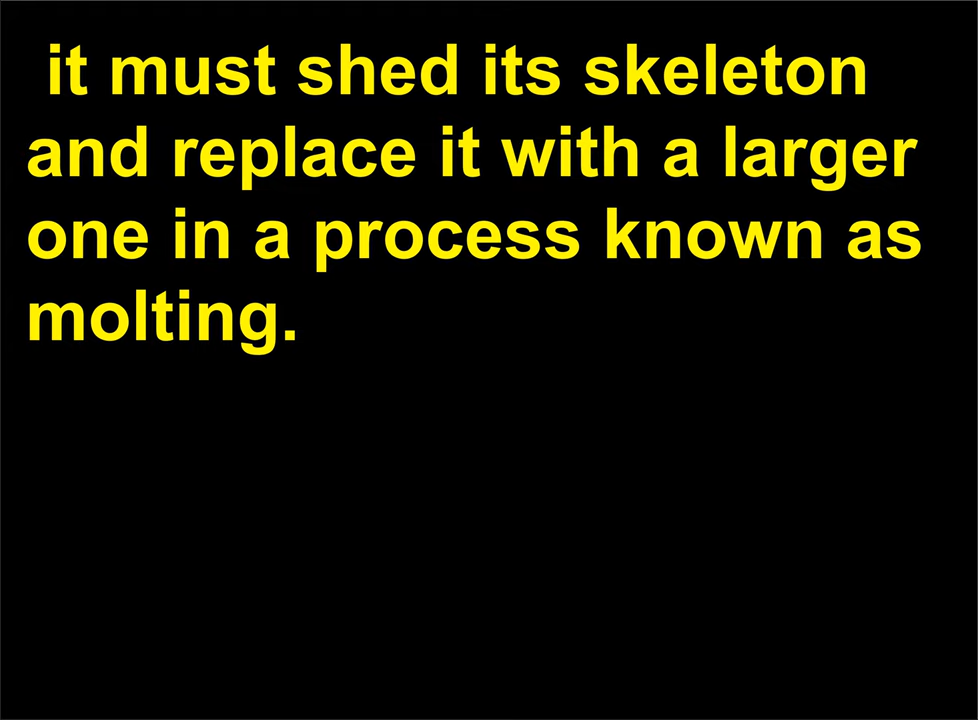 it must shed its skeleton
and replace it with a larger
one in a process known as
molting.